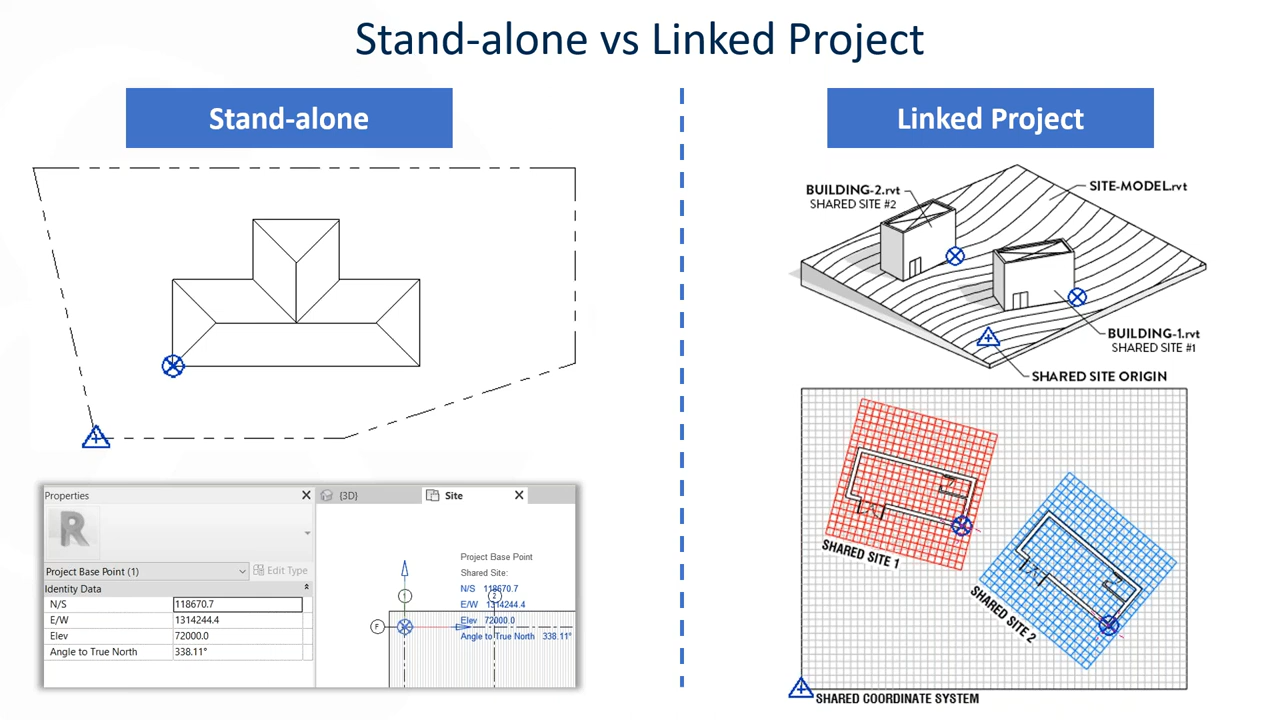 Stand-alone vs Linked Project
Stand-alone
Properties
Project Base Point (1)
Edit Type
Identity Data
N/S 118670.7
E/W 1314244.4
Elev 72000.0
Angle to True North 338.11°
{3D}
Site
Project Base Point
Shared Site:
N/S 118670.7
E/W 1314244.4
Elev 72000.0
Angle to True North 338.11°
1
2
F
Linked Project
BUILDING-2.rvt
SHARED SITE #2
SITE-MODEL.rvt
BUILDING-1.rvt
SHARED SITE #1
SHARED SITE ORIGIN
SHARED SITE 1
SHARED SITE 2
SHARED COORDINATE SYSTEM